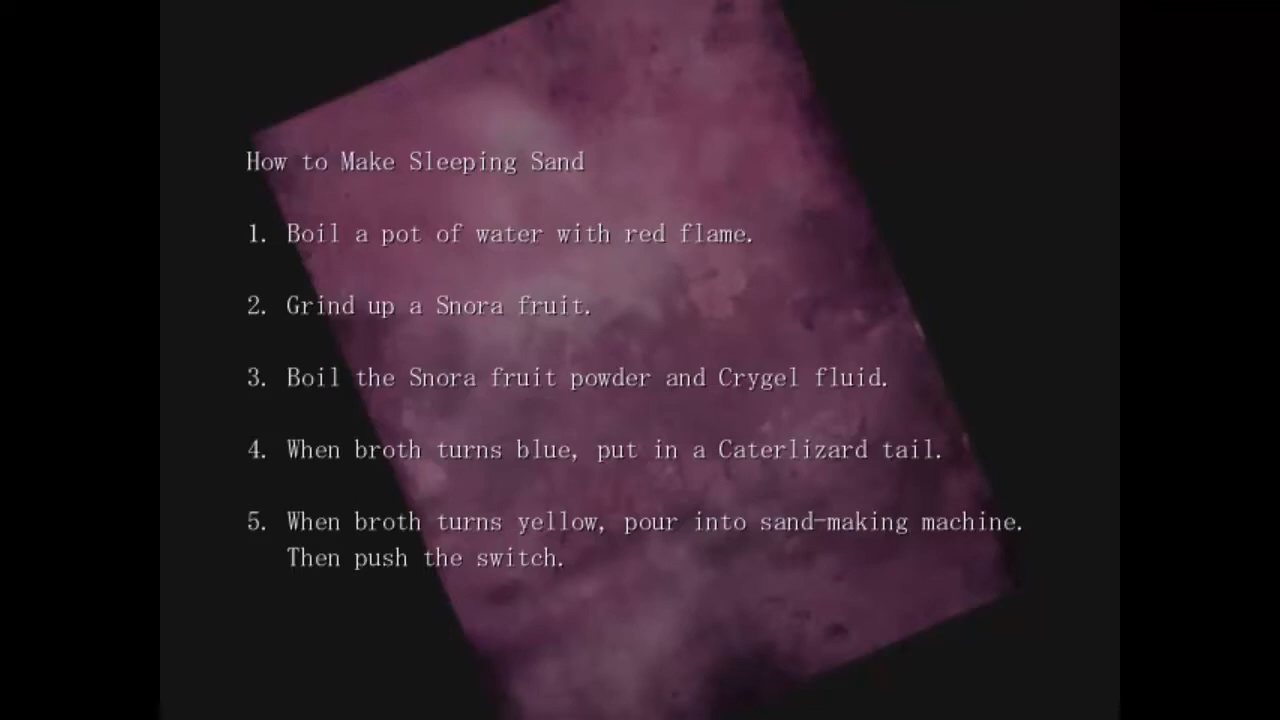 How to Make Sleeping Sand
1. Boil a pot of water with red flame.
2. Grind up a Snora fruit.
3. Boil the Snora fruit powder and Crygel fluid.
4. When broth turns blue, put in a Caterlizard tail.
5. When broth turns yellow, pour into sand-making machine.
Then push the switch.